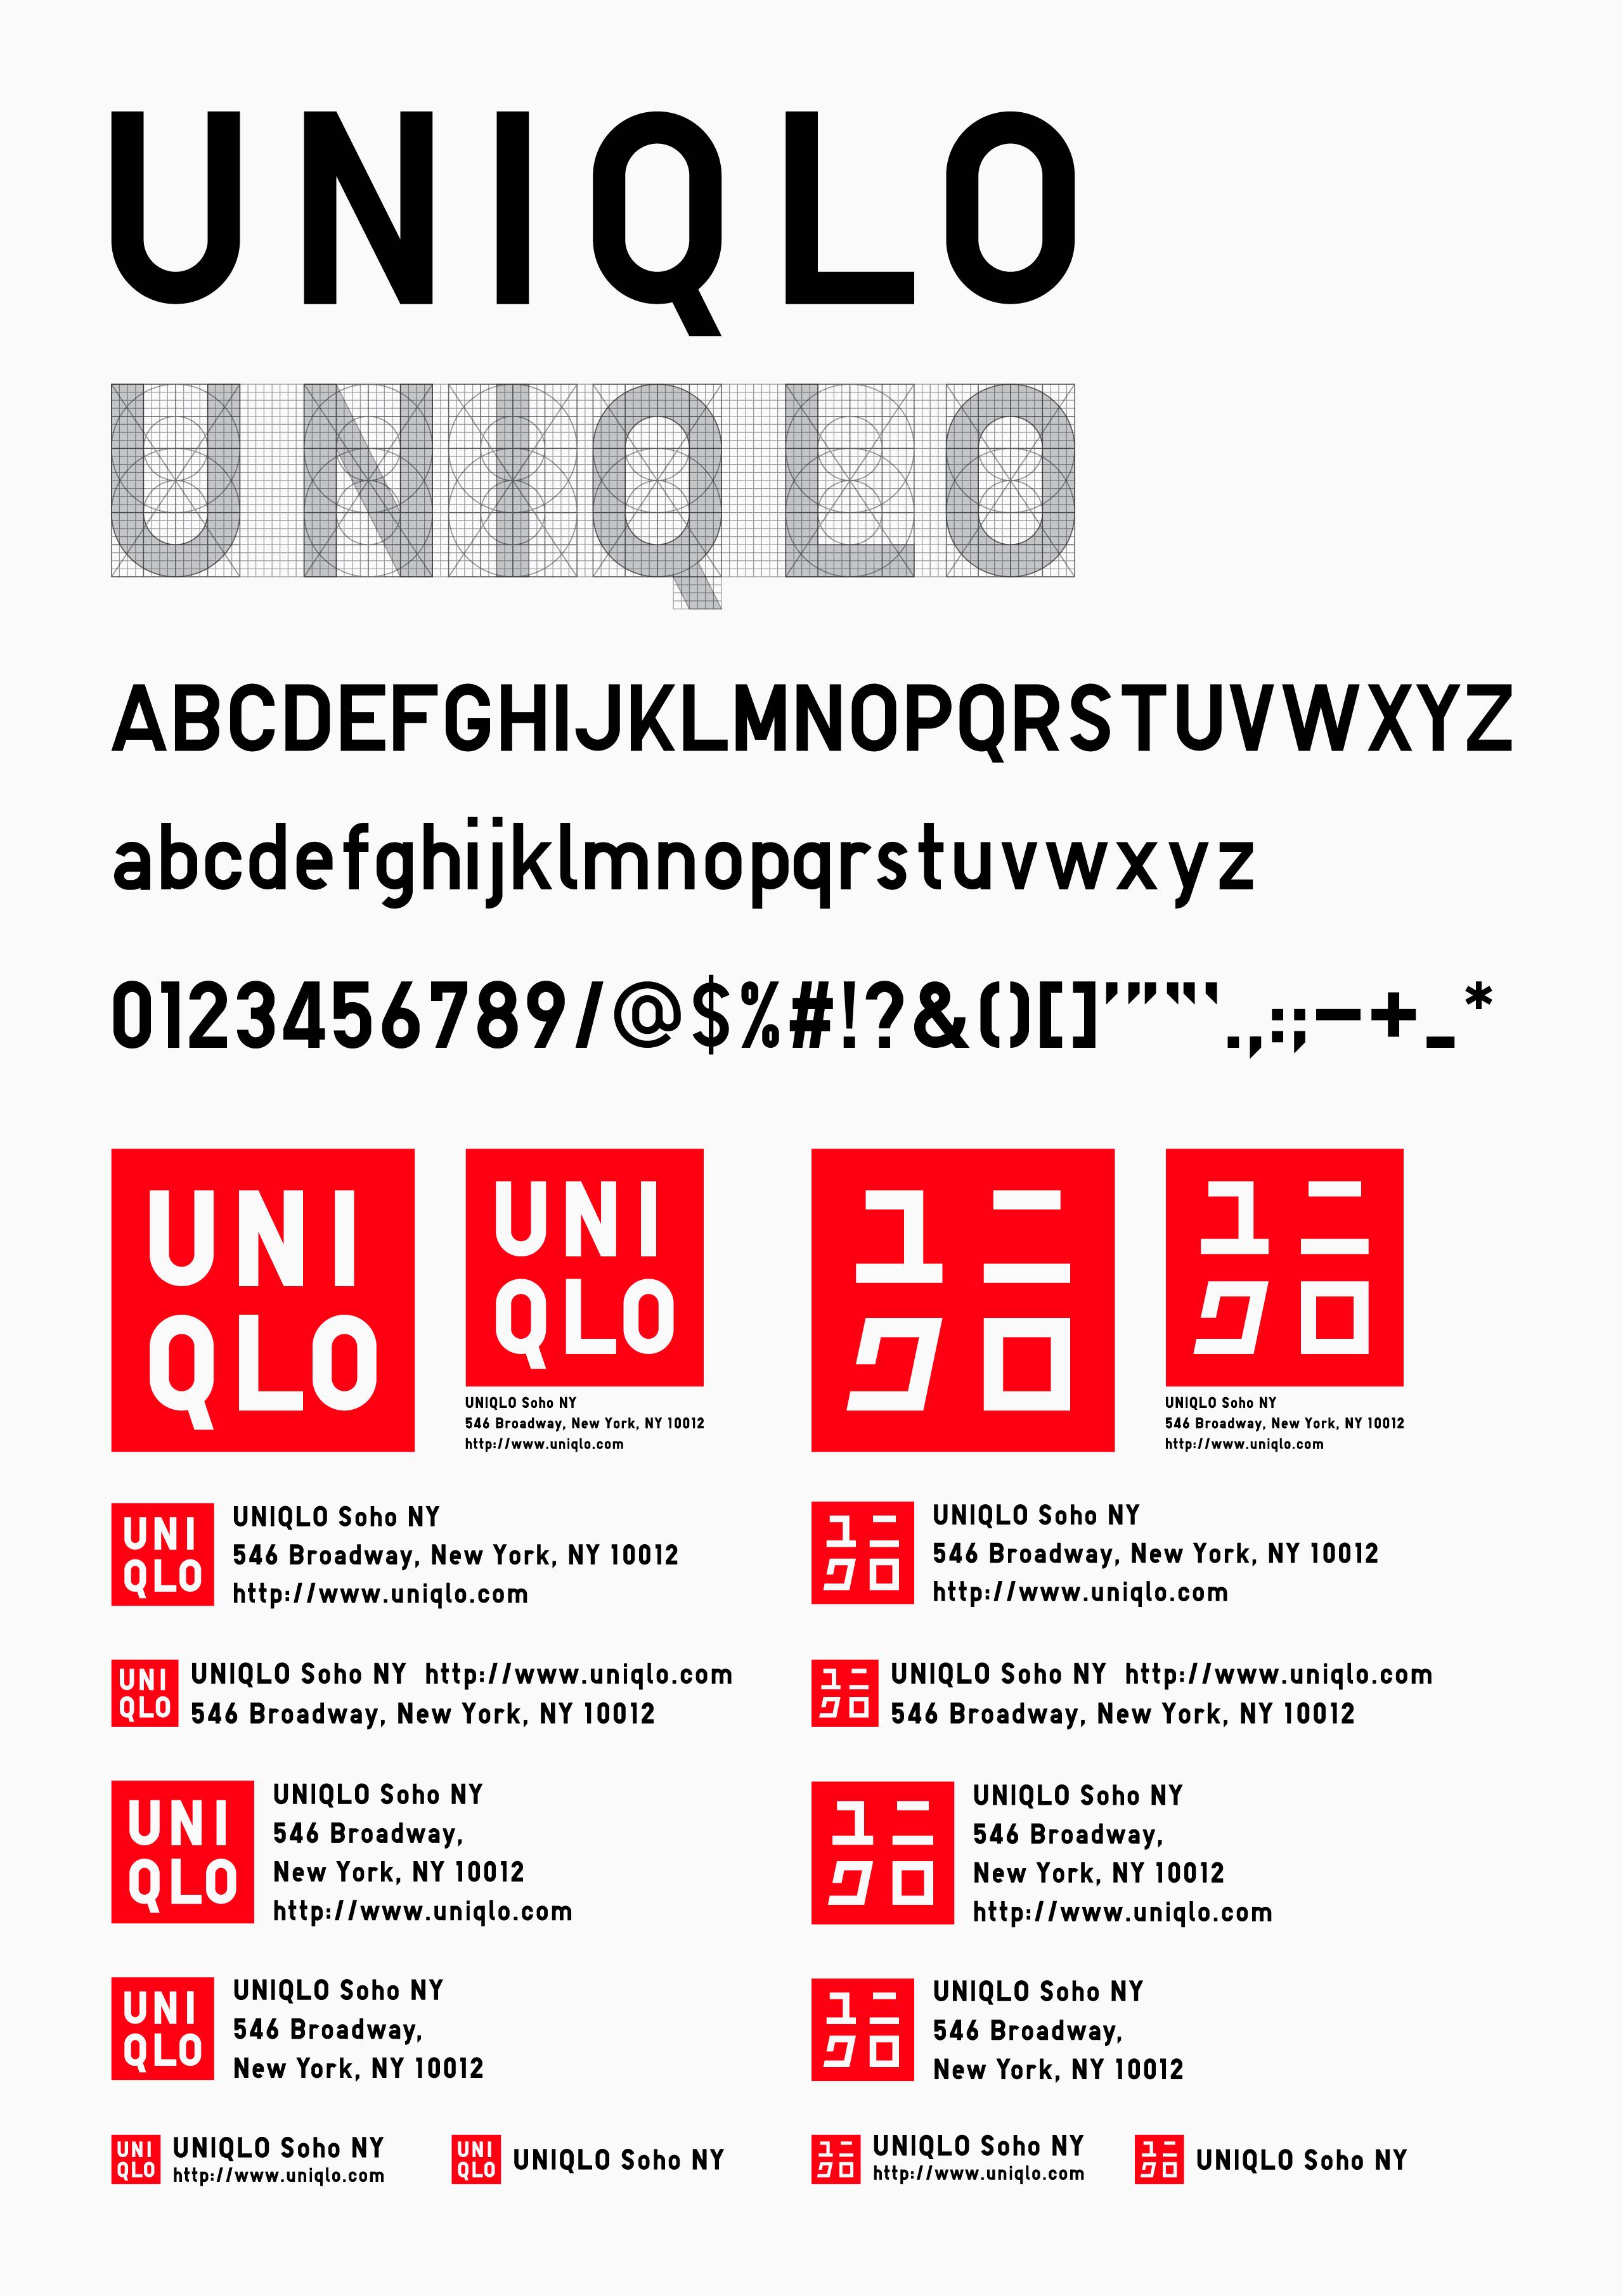 UNIQLO
UNIQLO
ABCDEFGHIJKLMNOPQRSTUVWXYZ
abcdefghijklmnopqrstuvwxyz
0123456789/@$%#!?&()[]’”‟‛.,:;-+_*
UNI
QLO
UNI
QLO
UNIQLO Soho NY
546 Broadway, New York, NY 10012
http://www.uniqlo.com
ユニ
クロ
ユニ
クロ
UNIQLO Soho NY
546 Broadway, New York, NY 10012
http://www.uniqlo.com
UNI
QLO
UNIQLO Soho NY
546 Broadway, New York, NY 10012
http://www.uniqlo.com
ユニ
クロ
UNIQLO Soho NY
546 Broadway, New York, NY 10012
http://www.uniqlo.com
UNI
QLO
UNIQLO Soho NY http://www.uniqlo.com
546 Broadway, New York, NY 10012
ユニ
クロ
UNIQLO Soho NY http://www.uniqlo.com
546 Broadway, New York, NY 10012
UNI
QLO
UNIQLO Soho NY
546 Broadway,
New York, NY 10012
http://www.uniqlo.com
ユニ
クロ
UNIQLO Soho NY
546 Broadway,
New York, NY 10012
http://www.uniqlo.com
UNI
QLO
UNIQLO Soho NY
546 Broadway,
New York, NY 10012
ユニ
クロ
UNIQLO Soho NY
546 Broadway,
New York, NY 10012
UNI
QLO
UNIQLO Soho NY
http://www.uniqlo.com
UNI
QLO
UNIQLO Soho NY
ユニ
クロ
UNIQLO Soho NY
http://www.uniqlo.com
ユニ
クロ
UNIQLO Soho NY